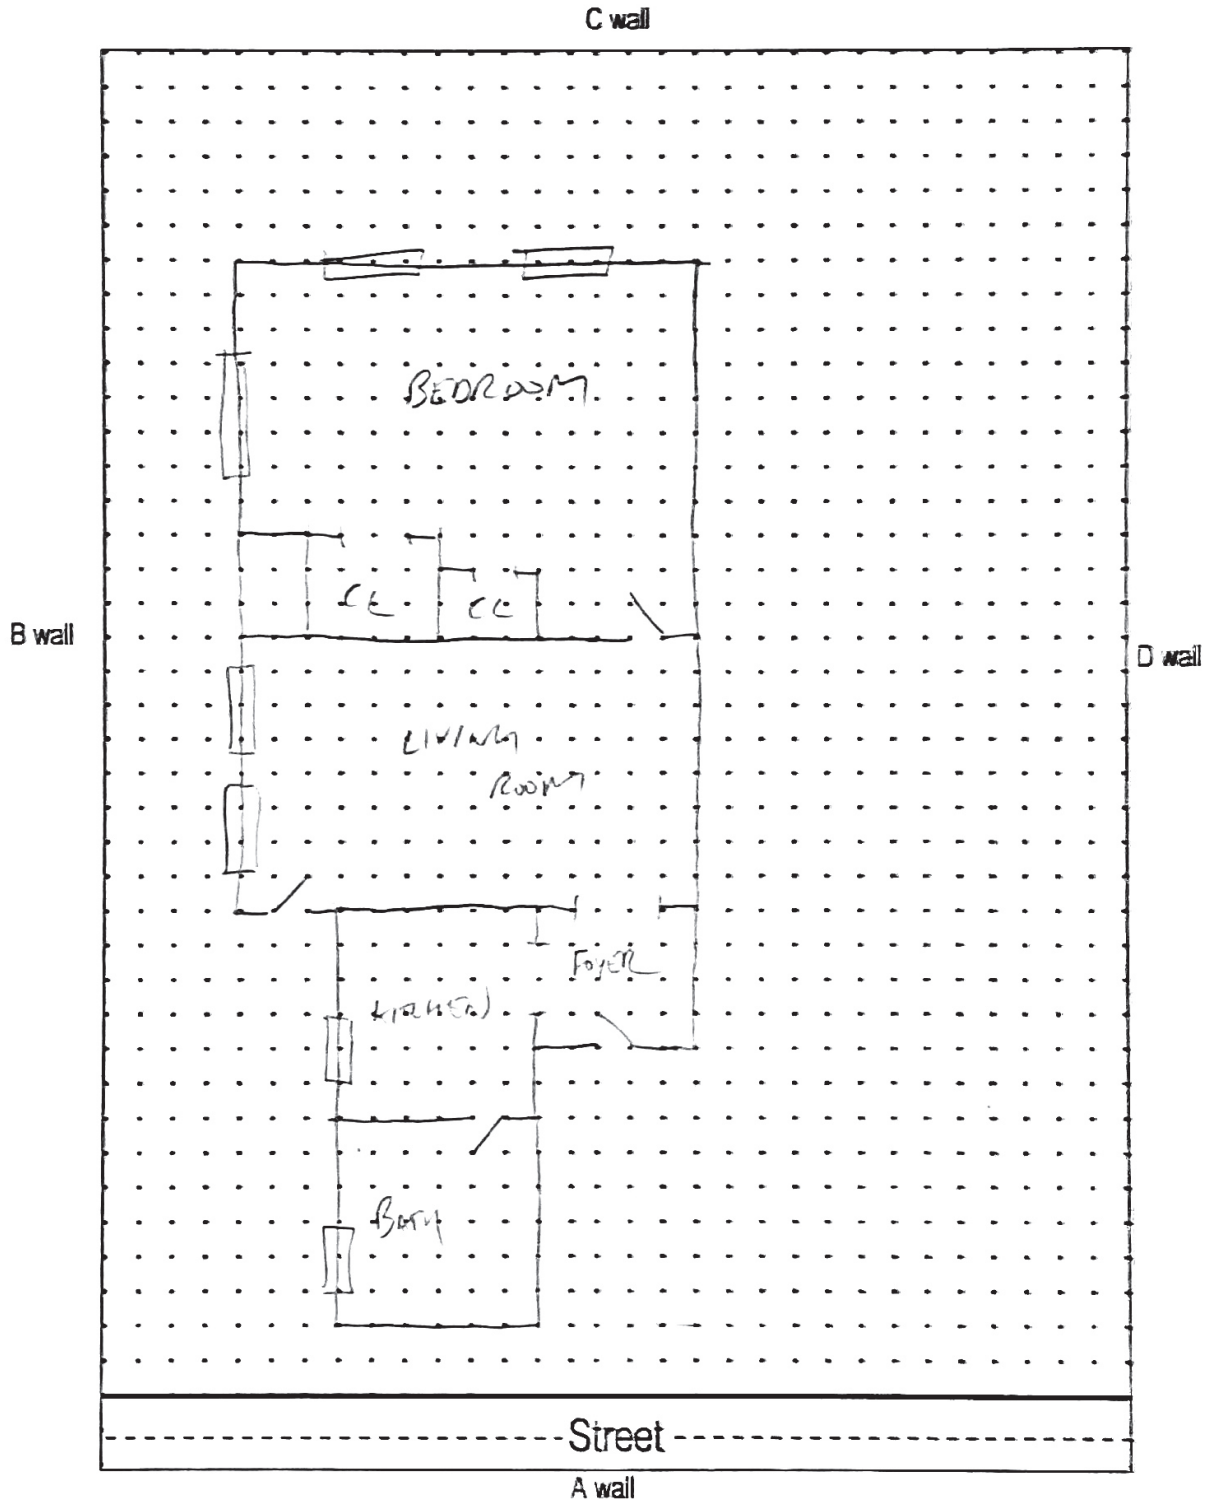 C wall
BEDROOM
CL
CL
B wall
D wall
LIVING
ROOM
FOYER
KITCHEN
BATH
Street
A wall